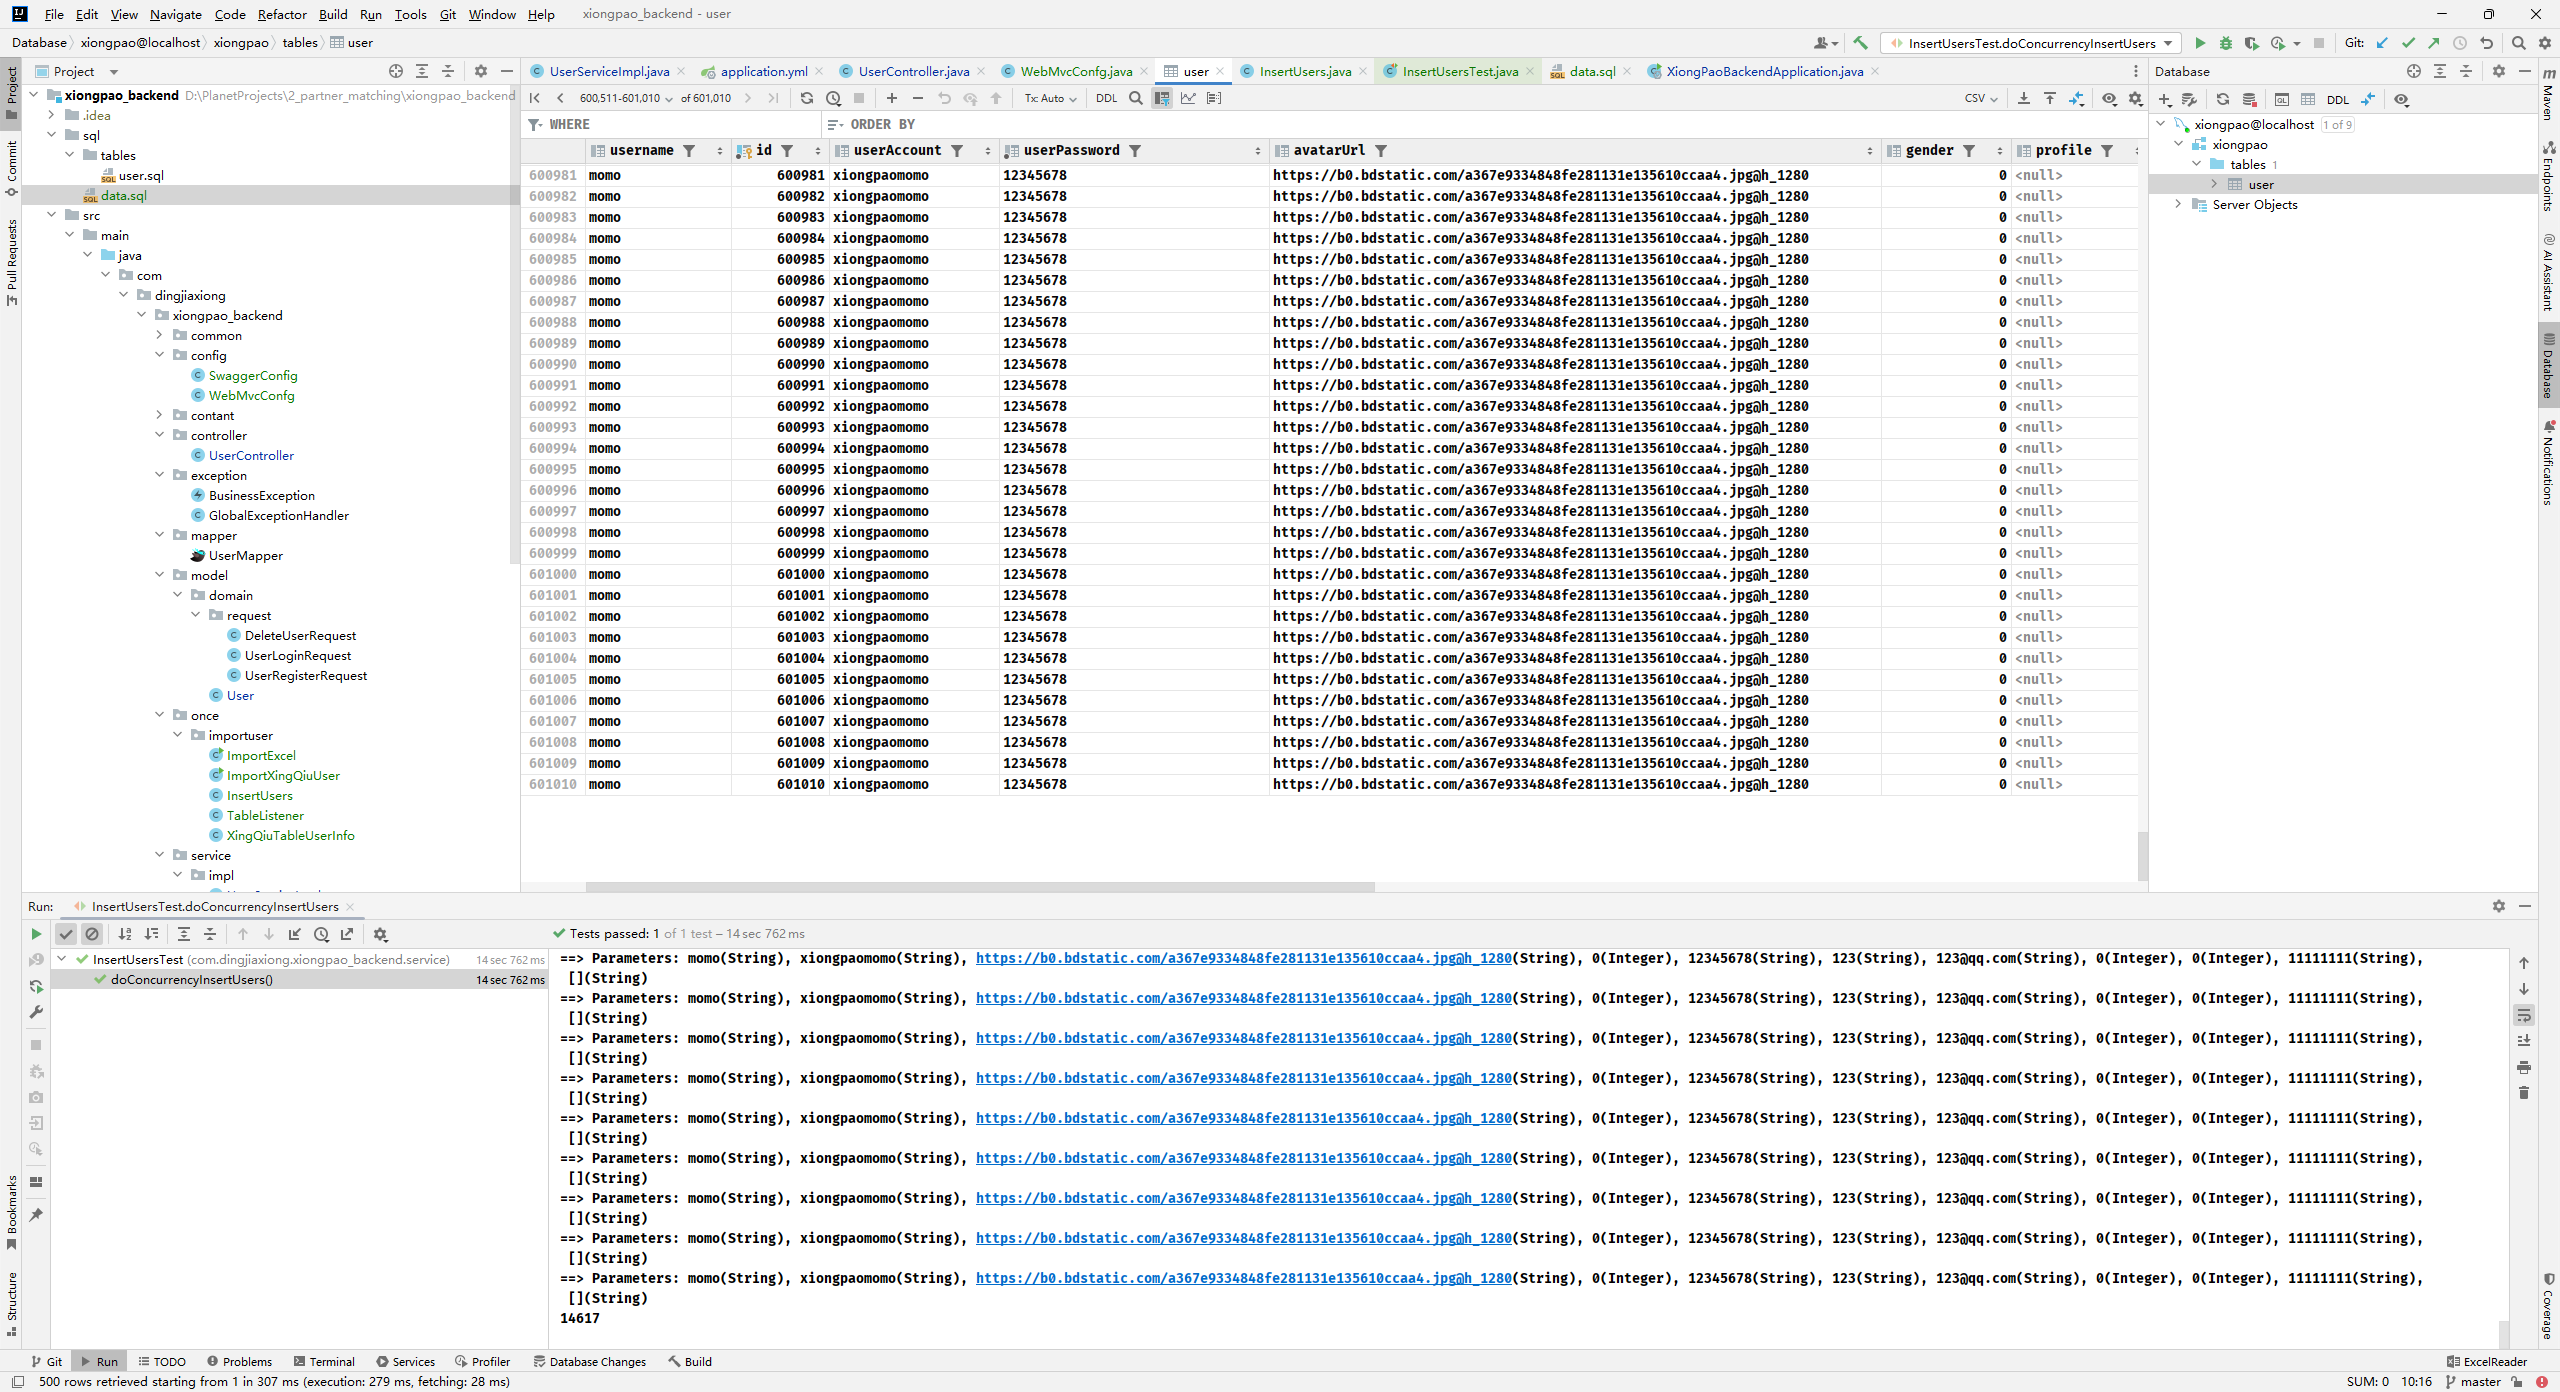 File Edit View Navigate Code Refactor Build Run Tools Git Window Help xiongpao_backend - user
Database xiongpao@localhost xiongpao tables user
InsertUsersTest.doConcurrencyInsertUsers Git:
Project
UserServiceImpl.java application.yml UserController.java WebMvcConfg.java user InsertUsers.java InsertUsersTest.java data.sql XiongPaoBackendApplication.java
Database
600,511-601,010 of 601,010 Tx: Auto DDL CSV
DDL
WHERE ORDER BY
username id userAccount userPassword avatarUrl gender profile
600981 momo 600981 xiongpaomomo 12345678 https://b0.bdstatic.com/a367e9334848fe281131e135610ccaa4.jpg@h_1280 0 <null>
600982 momo 600982 xiongpaomomo 12345678 https://b0.bdstatic.com/a367e9334848fe281131e135610ccaa4.jpg@h_1280 0 <null>
600983 momo 600983 xiongpaomomo 12345678 https://b0.bdstatic.com/a367e9334848fe281131e135610ccaa4.jpg@h_1280 0 <null>
600984 momo 600984 xiongpaomomo 12345678 https://b0.bdstatic.com/a367e9334848fe281131e135610ccaa4.jpg@h_1280 0 <null>
600985 momo 600985 xiongpaomomo 12345678 https://b0.bdstatic.com/a367e9334848fe281131e135610ccaa4.jpg@h_1280 0 <null>
600986 momo 600986 xiongpaomomo 12345678 https://b0.bdstatic.com/a367e9334848fe281131e135610ccaa4.jpg@h_1280 0 <null>
600987 momo 600987 xiongpaomomo 12345678 https://b0.bdstatic.com/a367e9334848fe281131e135610ccaa4.jpg@h_1280 0 <null>
600988 momo 600988 xiongpaomomo 12345678 https://b0.bdstatic.com/a367e9334848fe281131e135610ccaa4.jpg@h_1280 0 <null>
600989 momo 600989 xiongpaomomo 12345678 https://b0.bdstatic.com/a367e9334848fe281131e135610ccaa4.jpg@h_1280 0 <null>
600990 momo 600990 xiongpaomomo 12345678 https://b0.bdstatic.com/a367e9334848fe281131e135610ccaa4.jpg@h_1280 0 <null>
600991 momo 600991 xiongpaomomo 12345678 https://b0.bdstatic.com/a367e9334848fe281131e135610ccaa4.jpg@h_1280 0 <null>
600992 momo 600992 xiongpaomomo 12345678 https://b0.bdstatic.com/a367e9334848fe281131e135610ccaa4.jpg@h_1280 0 <null>
600993 momo 600993 xiongpaomomo 12345678 https://b0.bdstatic.com/a367e9334848fe281131e135610ccaa4.jpg@h_1280 0 <null>
600994 momo 600994 xiongpaomomo 12345678 https://b0.bdstatic.com/a367e9334848fe281131e135610ccaa4.jpg@h_1280 0 <null>
600995 momo 600995 xiongpaomomo 12345678 https://b0.bdstatic.com/a367e9334848fe281131e135610ccaa4.jpg@h_1280 0 <null>
600996 momo 600996 xiongpaomomo 12345678 https://b0.bdstatic.com/a367e9334848fe281131e135610ccaa4.jpg@h_1280 0 <null>
600997 momo 600997 xiongpaomomo 12345678 https://b0.bdstatic.com/a367e9334848fe281131e135610ccaa4.jpg@h_1280 0 <null>
600998 momo 600998 xiongpaomomo 12345678 https://b0.bdstatic.com/a367e9334848fe281131e135610ccaa4.jpg@h_1280 0 <null>
600999 momo 600999 xiongpaomomo 12345678 https://b0.bdstatic.com/a367e9334848fe281131e135610ccaa4.jpg@h_1280 0 <null>
601000 momo 601000 xiongpaomomo 12345678 https://b0.bdstatic.com/a367e9334848fe281131e135610ccaa4.jpg@h_1280 0 <null>
601001 momo 601001 xiongpaomomo 12345678 https://b0.bdstatic.com/a367e9334848fe281131e135610ccaa4.jpg@h_1280 0 <null>
601002 momo 601002 xiongpaomomo 12345678 https://b0.bdstatic.com/a367e9334848fe281131e135610ccaa4.jpg@h_1280 0 <null>
601003 momo 601003 xiongpaomomo 12345678 https://b0.bdstatic.com/a367e9334848fe281131e135610ccaa4.jpg@h_1280 0 <null>
601004 momo 601004 xiongpaomomo 12345678 https://b0.bdstatic.com/a367e9334848fe281131e135610ccaa4.jpg@h_1280 0 <null>
601005 momo 601005 xiongpaomomo 12345678 https://b0.bdstatic.com/a367e9334848fe281131e135610ccaa4.jpg@h_1280 0 <null>
601006 momo 601006 xiongpaomomo 12345678 https://b0.bdstatic.com/a367e9334848fe281131e135610ccaa4.jpg@h_1280 0 <null>
601007 momo 601007 xiongpaomomo 12345678 https://b0.bdstatic.com/a367e9334848fe281131e135610ccaa4.jpg@h_1280 0 <null>
601008 momo 601008 xiongpaomomo 12345678 https://b0.bdstatic.com/a367e9334848fe281131e135610ccaa4.jpg@h_1280 0 <null>
601009 momo 601009 xiongpaomomo 12345678 https://b0.bdstatic.com/a367e9334848fe281131e135610ccaa4.jpg@h_1280 0 <null>
601010 momo 601010 xiongpaomomo 12345678 https://b0.bdstatic.com/a367e9334848fe281131e135610ccaa4.jpg@h_1280 0 <null>
xiongpao_backend D:\PlanetProjects\2_partner_matching\xiongpao_backend
.idea
sql
tables
user.sql
data.sql
src
main
java
com
dingjiaxiong
xiongpao_backend
common
config
SwaggerConfig
WebMvcConfg
contant
controller
UserController
exception
BusinessException
GlobalExceptionHandler
mapper
UserMapper
model
domain
request
DeleteUserRequest
UserLoginRequest
UserRegisterRequest
User
once
importuser
ImportExcel
ImportXingQiuUser
InsertUsers
TableListener
XingQiuTableUserInfo
service
impl
xiongpao@localhost 1 of 9
xiongpao
tables 1
user
Server Objects
Project
Commit
Pull Requests
Bookmarks
Structure
Maven
Endpoints
AI Assistant
Database
Notifications
Coverage
Run: InsertUsersTest.doConcurrencyInsertUsers
Tests passed: 1 of 1 test – 14 sec 762 ms
InsertUsersTest (com.dingjiaxiong.xiongpao_backend.service) 14 sec 762 ms
doConcurrencyInsertUsers() 14 sec 762 ms
==> Parameters: momo(String), xiongpaomomo(String), https://b0.bdstatic.com/a367e9334848fe281131e135610ccaa4.jpg@h_1280(String), 0(Integer), 12345678(String), 123(String), 123@qq.com(String), 0(Integer), 0(Integer), 11111111(String),
[](String)
==> Parameters: momo(String), xiongpaomomo(String), https://b0.bdstatic.com/a367e9334848fe281131e135610ccaa4.jpg@h_1280(String), 0(Integer), 12345678(String), 123(String), 123@qq.com(String), 0(Integer), 0(Integer), 11111111(String),
[](String)
==> Parameters: momo(String), xiongpaomomo(String), https://b0.bdstatic.com/a367e9334848fe281131e135610ccaa4.jpg@h_1280(String), 0(Integer), 12345678(String), 123(String), 123@qq.com(String), 0(Integer), 0(Integer), 11111111(String),
[](String)
==> Parameters: momo(String), xiongpaomomo(String), https://b0.bdstatic.com/a367e9334848fe281131e135610ccaa4.jpg@h_1280(String), 0(Integer), 12345678(String), 123(String), 123@qq.com(String), 0(Integer), 0(Integer), 11111111(String),
[](String)
==> Parameters: momo(String), xiongpaomomo(String), https://b0.bdstatic.com/a367e9334848fe281131e135610ccaa4.jpg@h_1280(String), 0(Integer), 12345678(String), 123(String), 123@qq.com(String), 0(Integer), 0(Integer), 11111111(String),
[](String)
==> Parameters: momo(String), xiongpaomomo(String), https://b0.bdstatic.com/a367e9334848fe281131e135610ccaa4.jpg@h_1280(String), 0(Integer), 12345678(String), 123(String), 123@qq.com(String), 0(Integer), 0(Integer), 11111111(String),
[](String)
==> Parameters: momo(String), xiongpaomomo(String), https://b0.bdstatic.com/a367e9334848fe281131e135610ccaa4.jpg@h_1280(String), 0(Integer), 12345678(String), 123(String), 123@qq.com(String), 0(Integer), 0(Integer), 11111111(String),
[](String)
==> Parameters: momo(String), xiongpaomomo(String), https://b0.bdstatic.com/a367e9334848fe281131e135610ccaa4.jpg@h_1280(String), 0(Integer), 12345678(String), 123(String), 123@qq.com(String), 0(Integer), 0(Integer), 11111111(String),
[](String)
==> Parameters: momo(String), xiongpaomomo(String), https://b0.bdstatic.com/a367e9334848fe281131e135610ccaa4.jpg@h_1280(String), 0(Integer), 12345678(String), 123(String), 123@qq.com(String), 0(Integer), 0(Integer), 11111111(String),
[](String)
14617
Git Run TODO Problems Terminal Services Profiler Database Changes Build ExcelReader
500 rows retrieved starting from 1 in 307 ms (execution: 279 ms, fetching: 28 ms) SUM: 0 10:16 master